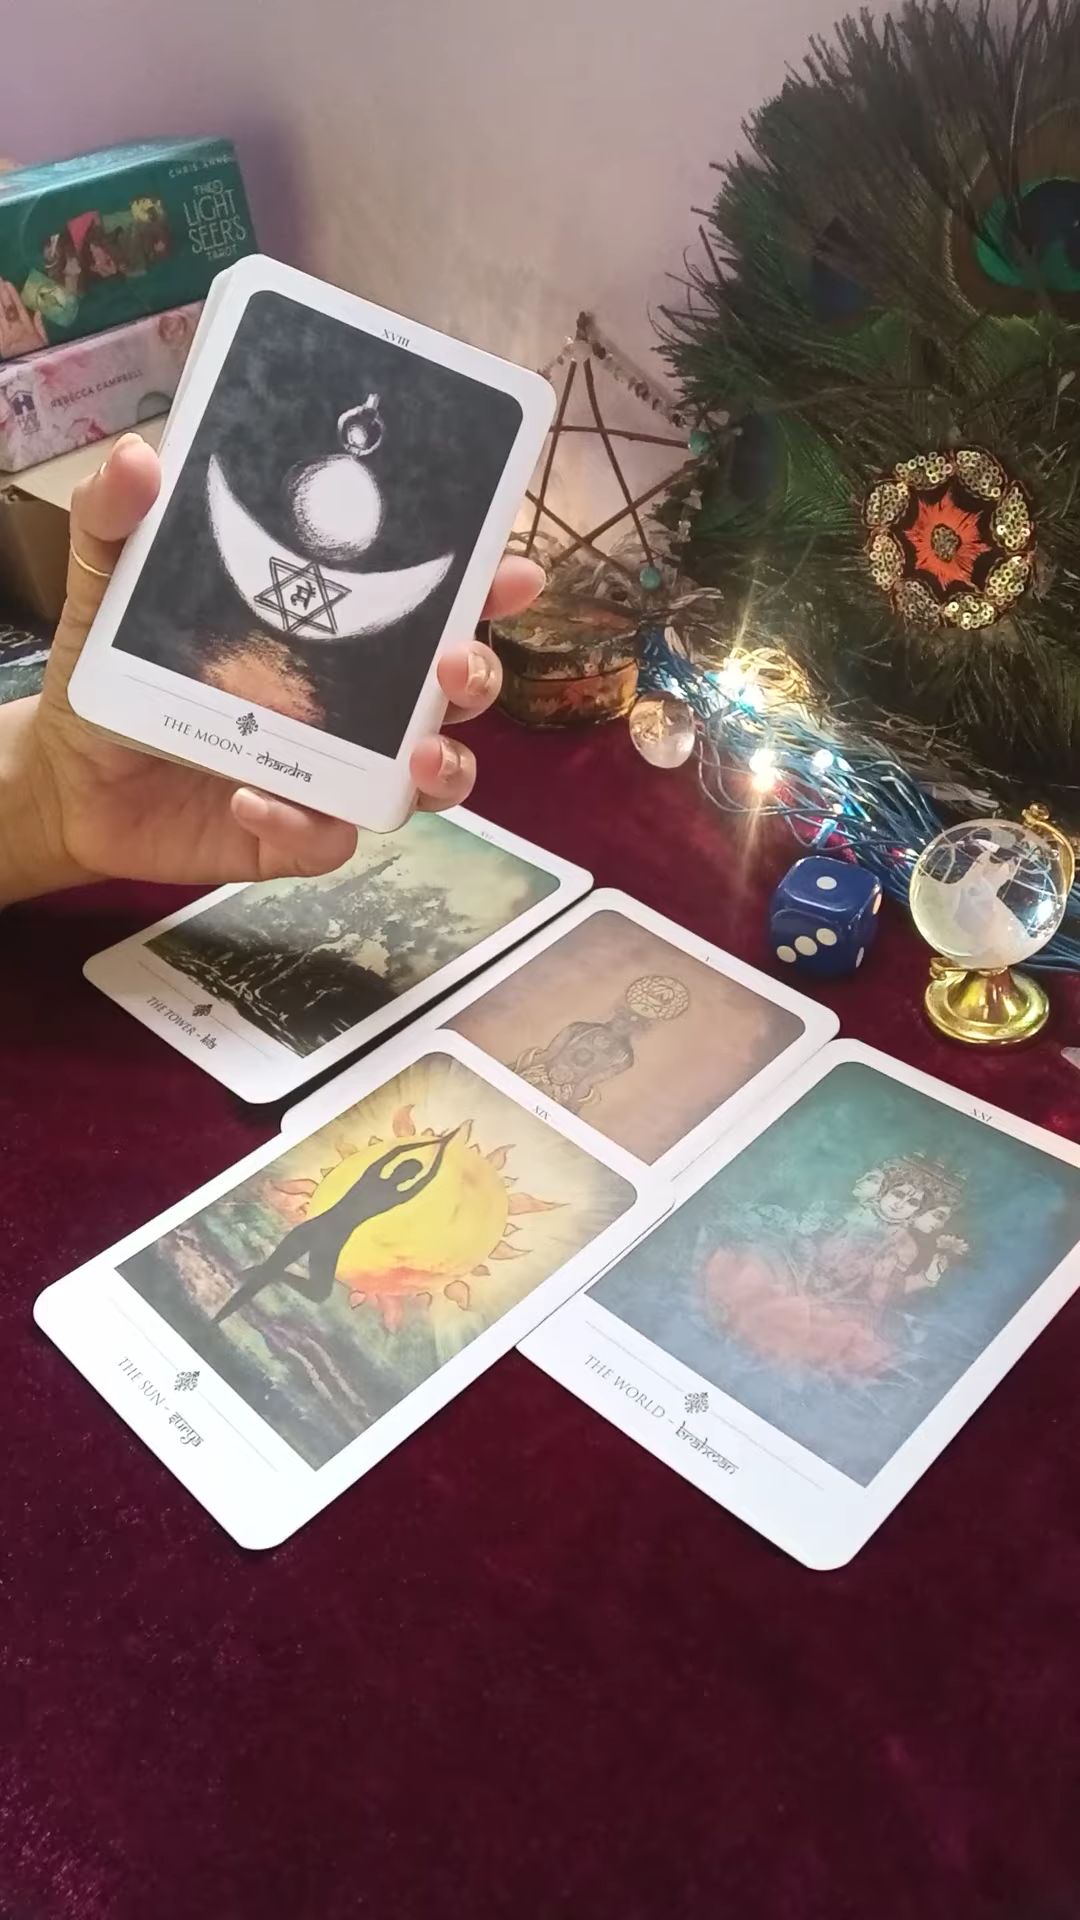 CHRIS-ANNE
THE
LIGHT
SEER'S
TAROT
REBECCA CAMPBELL
XVIII
THE MOON - chandra
THE TOWER -
XIX
THE SUN - surya
XXI
THE WORLD - brahman